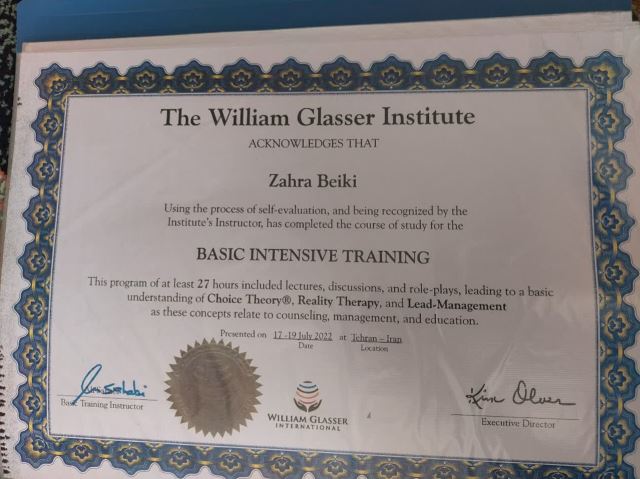 The William Glasser Institute
ACKNOWLEDGES THAT
Zahra Beiki
Using the process of self-evaluation, and being recognized by the
Institute's Instructor, has completed the course of study for the
BASIC INTENSIVE TRAINING
This program of at least 27 hours included lectures, discussions, and role-plays, leading to a basic
understanding of Choice Theory®, Reality Therapy, and Lead-Management
as these concepts relate to counseling, management, and education.
Presented on 17-19 July 2022 at Tehran – Iran
Date Location
Basic Training Instructor
WILLIAM GLASSER
INTERNATIONAL
Kim Olver
Executive Director